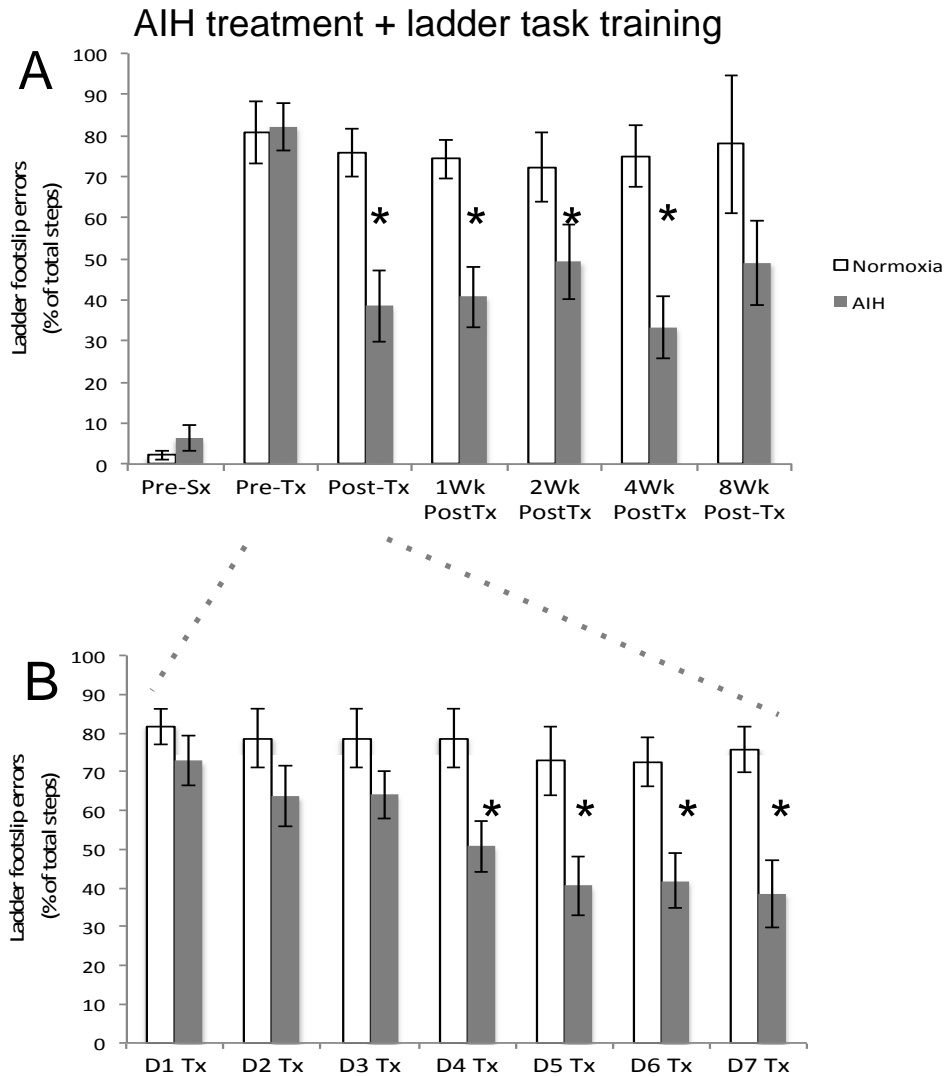 AIH treatment + ladder task training
A
Ladder footslip errors
(% of total steps)
100
90
80
70
60
50
40
30
20
10
0
* * * *
Normoxia
AIH
Pre-Sx Pre-Tx Post-Tx 1Wk 2Wk 4Wk 8Wk
PostTx PostTx PostTx Post-Tx
B
Ladder footslip errors
(% of total steps)
100
90
80
70
60
50
40
30
20
10
0
* * * *
D1 Tx D2 Tx D3 Tx D4 Tx D5 Tx D6 Tx D7 Tx